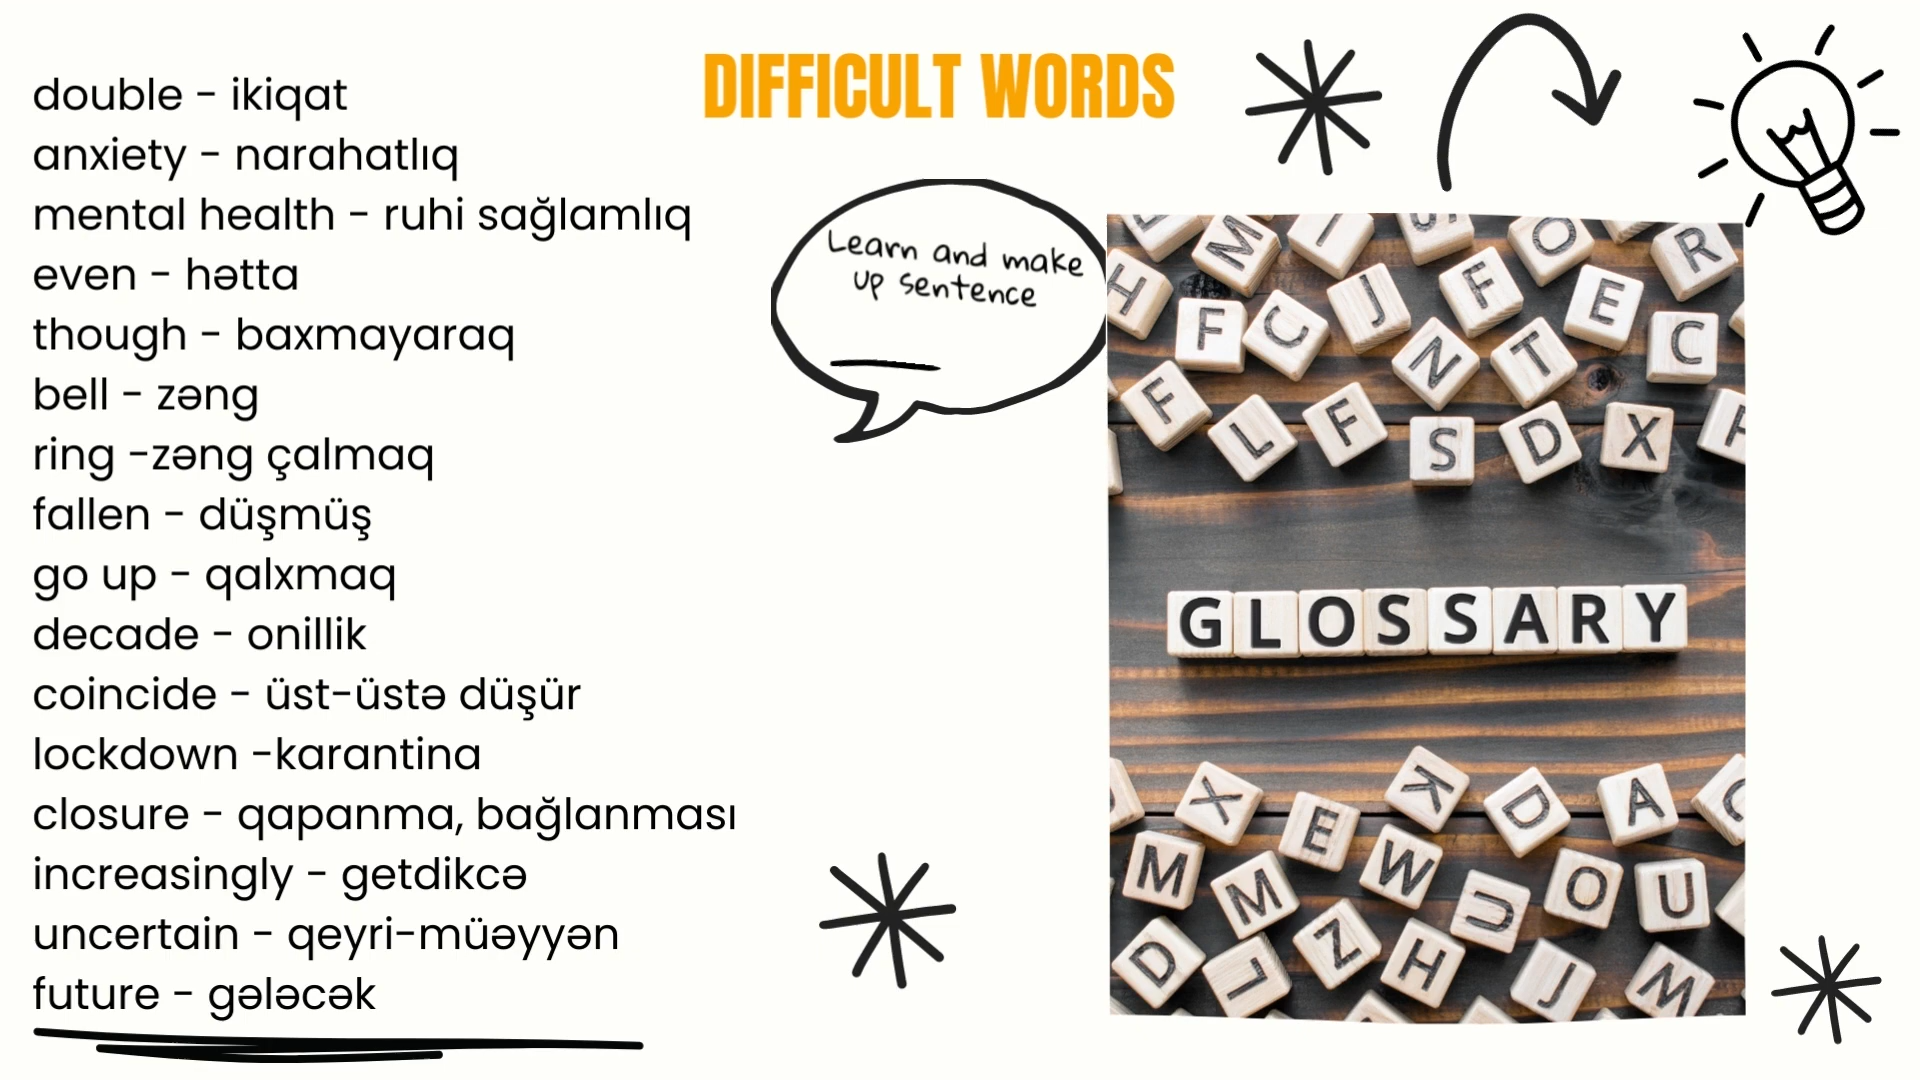 DIFFICULT WORDS
double - ikiqat
anxiety - narahatlıq
mental health - ruhi sağlamlıq
even - hətta
though - baxmayaraq
bell - zəng
ring -zəng çalmaq
fallen - düşmüş
go up - qalxmaq
decade - onillik
coincide - üst-üstə düşür
lockdown -karantina
closure - qapanma, bağlanması
increasingly - getdikcə
uncertain - qeyri-müəyyən
future - gələcək
Learn and make
up sentence
GLOSSARY